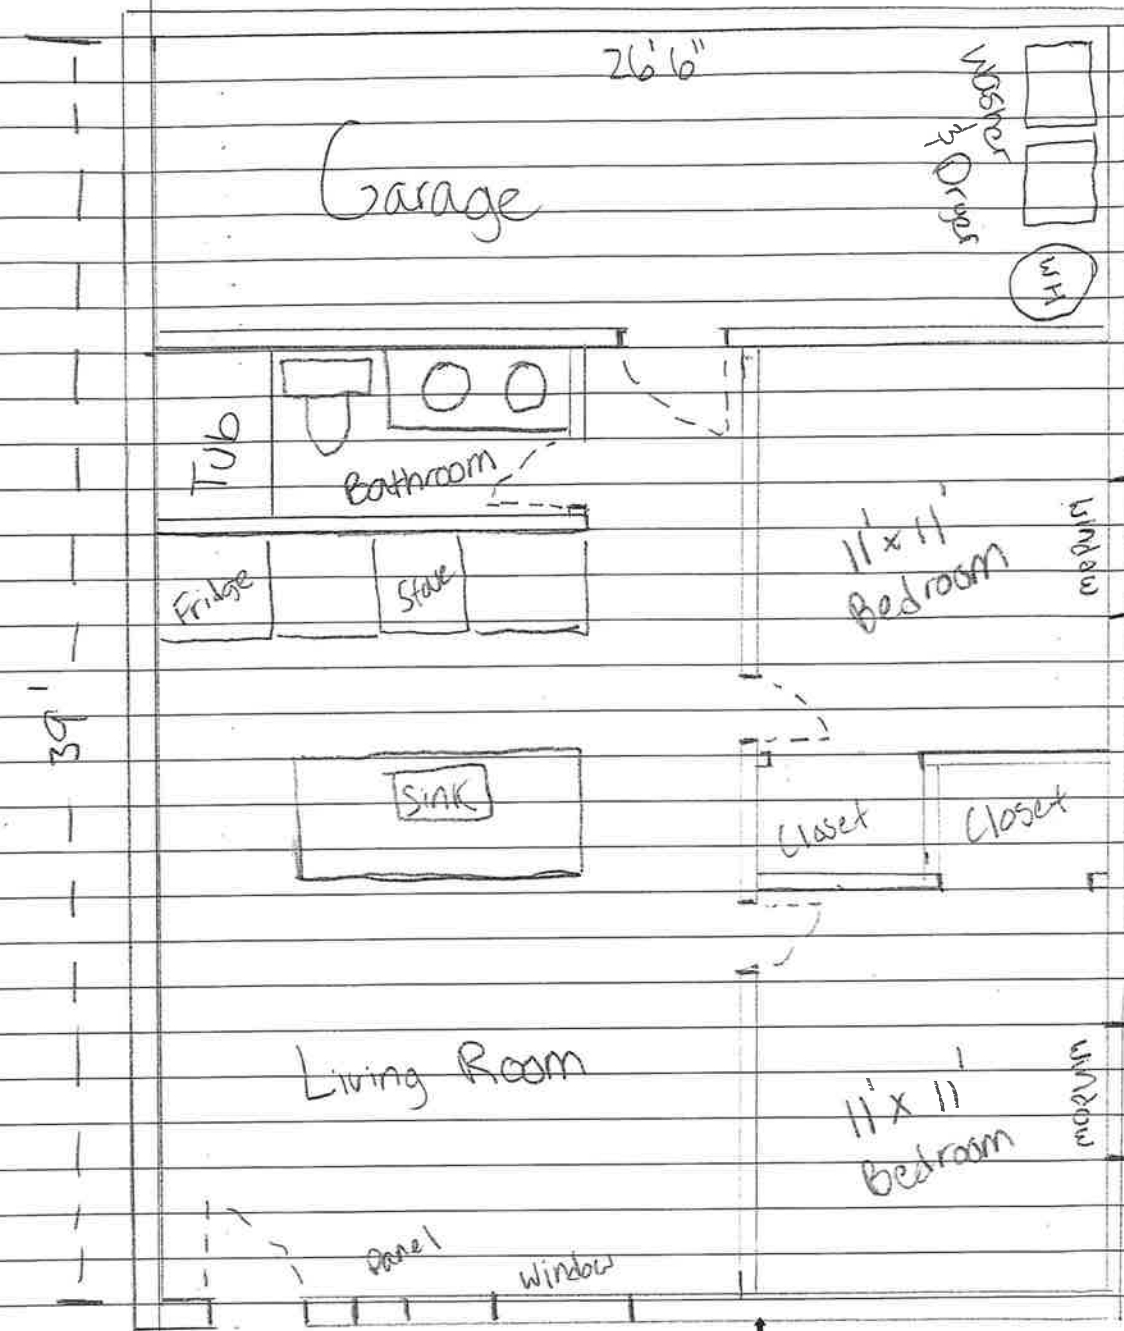 26'6"
Washer
& Dryer
Garage
WH
Tub
Bathroom
11' x 11'
Bedroom
Window
Fridge
Stove
39'
Sink
Closet
Closet
Living Room
11' x 11'
Bedroom
Window
Panel
Window